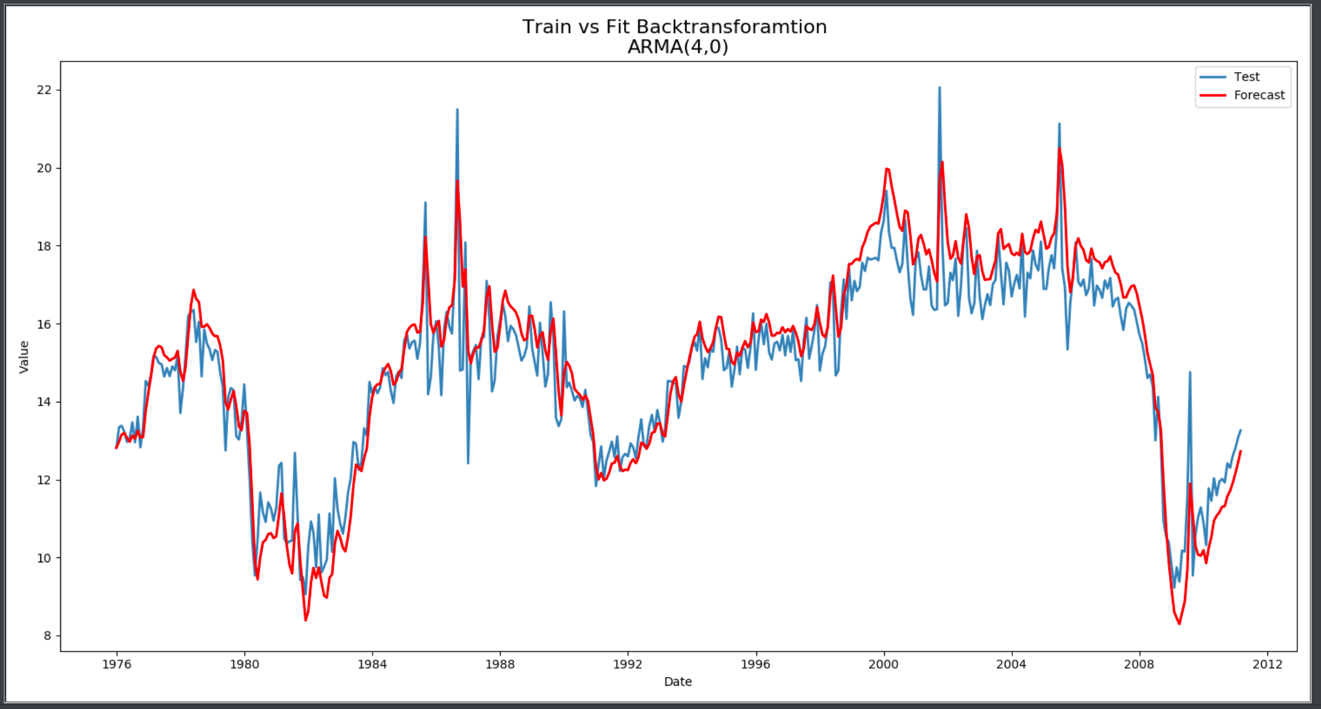 Train vs Fit Backtransforamtion
ARMA(4,0)
Test
Forecast
Value
22
20
18
16
14
12
10
8
1976 1980 1984 1988 1992 1996 2000 2004 2008 2012
Date